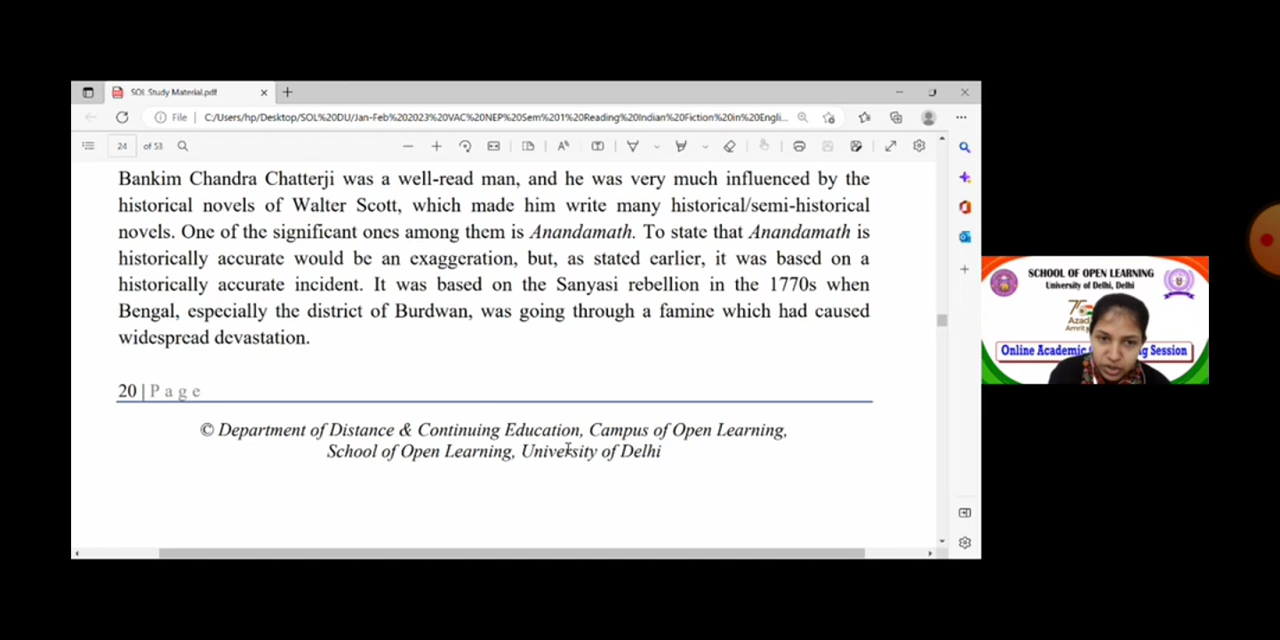 SOL Study Material.pdf
File
C:/Users/hp/Desktop/SOL%20DU/Jan-Feb%202023%20VAC%20NEP%20Sem%201%20Reading%20Indian%20Fiction%20in%20Engli...
24 of 53
Bankim Chandra Chatterji was a well-read man, and he was very much influenced by the
historical novels of Walter Scott, which made him write many historical/semi-historical
novels. One of the significant ones among them is Anandamath. To state that Anandamath is
historically accurate would be an exaggeration, but, as stated earlier, it was based on a
historically accurate incident. It was based on the Sanyasi rebellion in the 1770s when
Bengal, especially the district of Burdwan, was going through a famine which had caused
widespread devastation.
20 | Page
© Department of Distance & Continuing Education, Campus of Open Learning,
School of Open Learning, University of Delhi
SCHOOL OF OPEN LEARNING
University of Delhi, Delhi
Online Academic
g Session